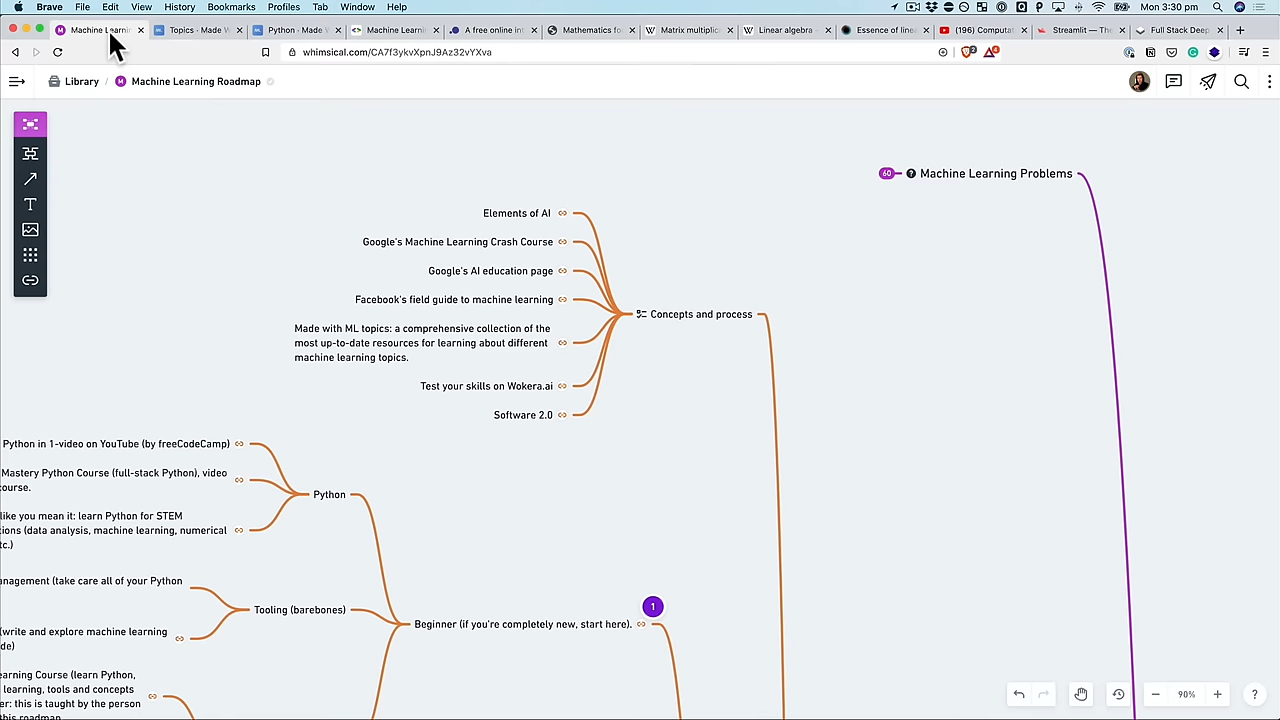 Brave File Edit View History Bookmarks Profiles Tab Window Help Mon 3:30 pm
Machine Learni Topics - Made W Python - Made W Machine Learnin A free online int Mathematics fo Matrix multiplic Linear algebra - Essence of line (196) Computat Streamlit — The Full Stack Deep
whimsical.com/CA7f3ykvXpnJ9Az32vYXva
Library / Machine Learning Roadmap
60 Machine Learning Problems
Elements of AI
Google's Machine Learning Crash Course
Google's AI education page
Facebook's field guide to machine learning
Concepts and process
Made with ML topics: a comprehensive collection of the
most up-to-date resources for learning about different
machine learning topics.
Test your skills on Wokera.ai
Software 2.0
Python in 1-video on YouTube (by freeCodeCamp)
Mastery Python Course (full-stack Python), video
course.
Python
like you mean it: learn Python for STEM
tions (data analysis, machine learning, numerical
tc.)
anagement (take care all of your Python
Tooling (barebones)
1
Beginner (if you're completely new, start here).
(write and explore machine learning
de)
earning Course (learn Python,
learning, tools and concepts
er: this is taught by the person
this roadmap
90%
?